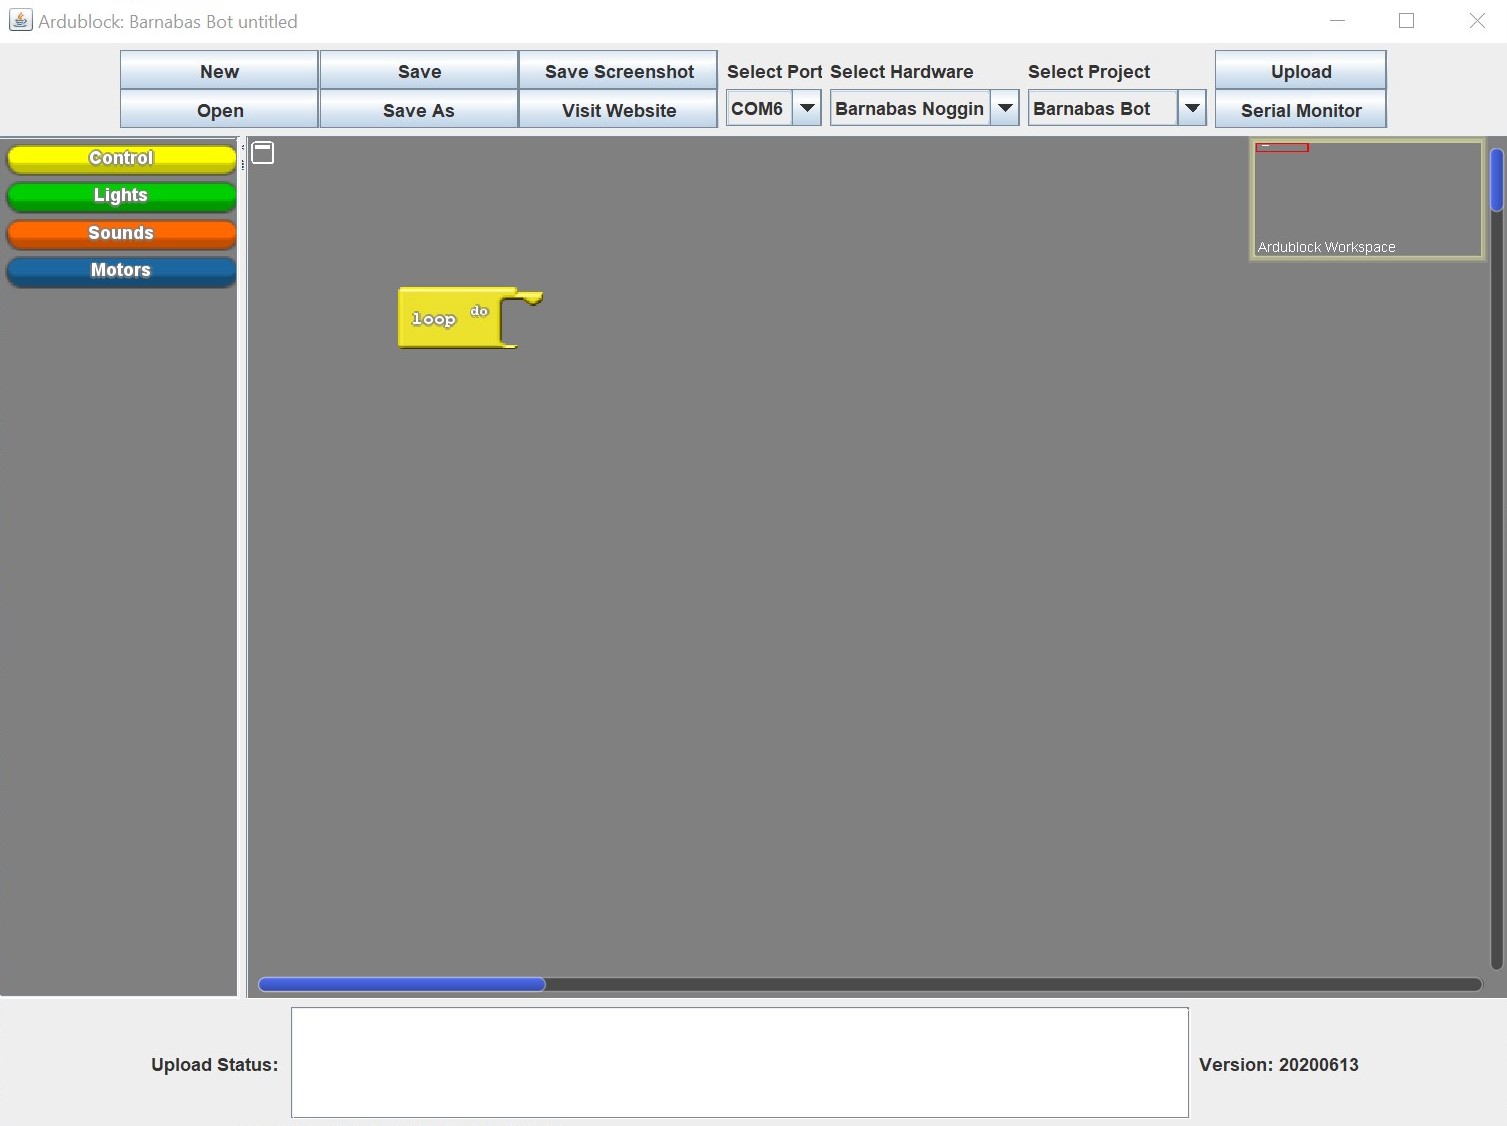 Ardublock: Barnabas Bot untitled
New
Save
Save Screenshot
Select Port
Select Hardware
Select Project
Upload
Open
Save As
Visit Website
COM6
Barnabas Noggin
Barnabas Bot
Serial Monitor
Control
Lights
Sounds
Motors
loop do
Ardublock Workspace
Upload Status:
Version: 20200613